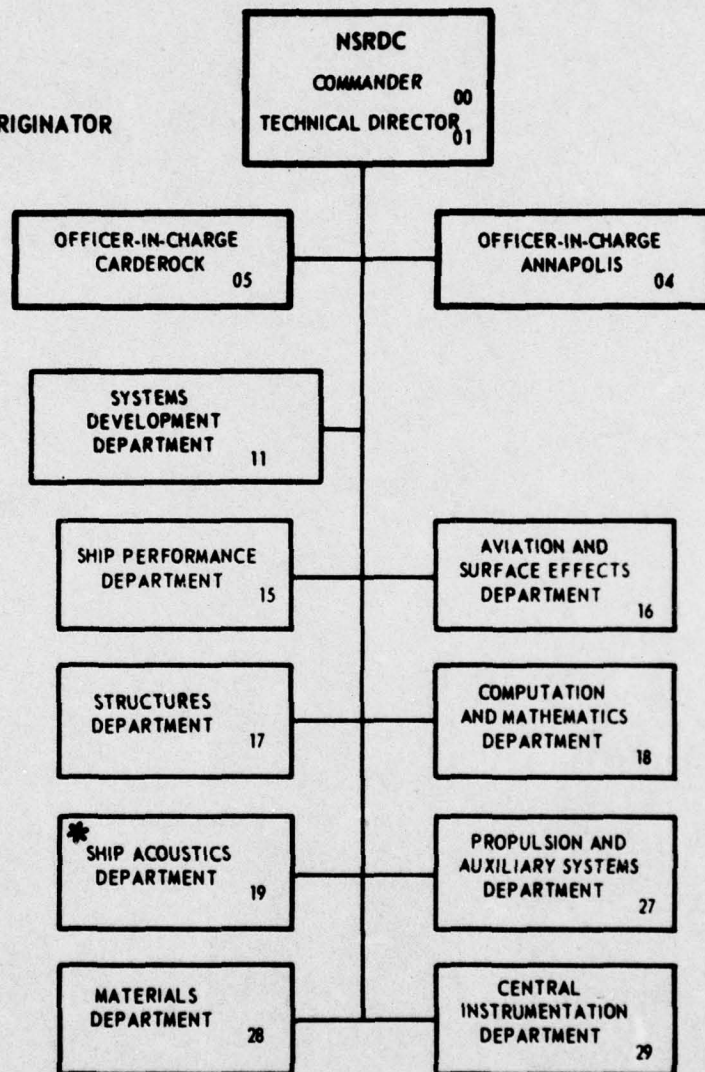 NSRDC
COMMANDER
00
TECHNICAL DIRECTOR
01
RIGINATOR
OFFICER-IN-CHARGE
CARDEROCK
05
OFFICER-IN-CHARGE
ANNAPOLIS
04
SYSTEMS
DEVELOPMENT
DEPARTMENT
11
SHIP PERFORMANCE
DEPARTMENT
15
AVIATION AND
SURFACE EFFECTS
DEPARTMENT
16
STRUCTURES
DEPARTMENT
17
COMPUTATION
AND MATHEMATICS
DEPARTMENT
18
*
SHIP ACOUSTICS
DEPARTMENT
19
PROPULSION AND
AUXILIARY SYSTEMS
DEPARTMENT
27
MATERIALS
DEPARTMENT
28
CENTRAL
INSTRUMENTATION
DEPARTMENT
29